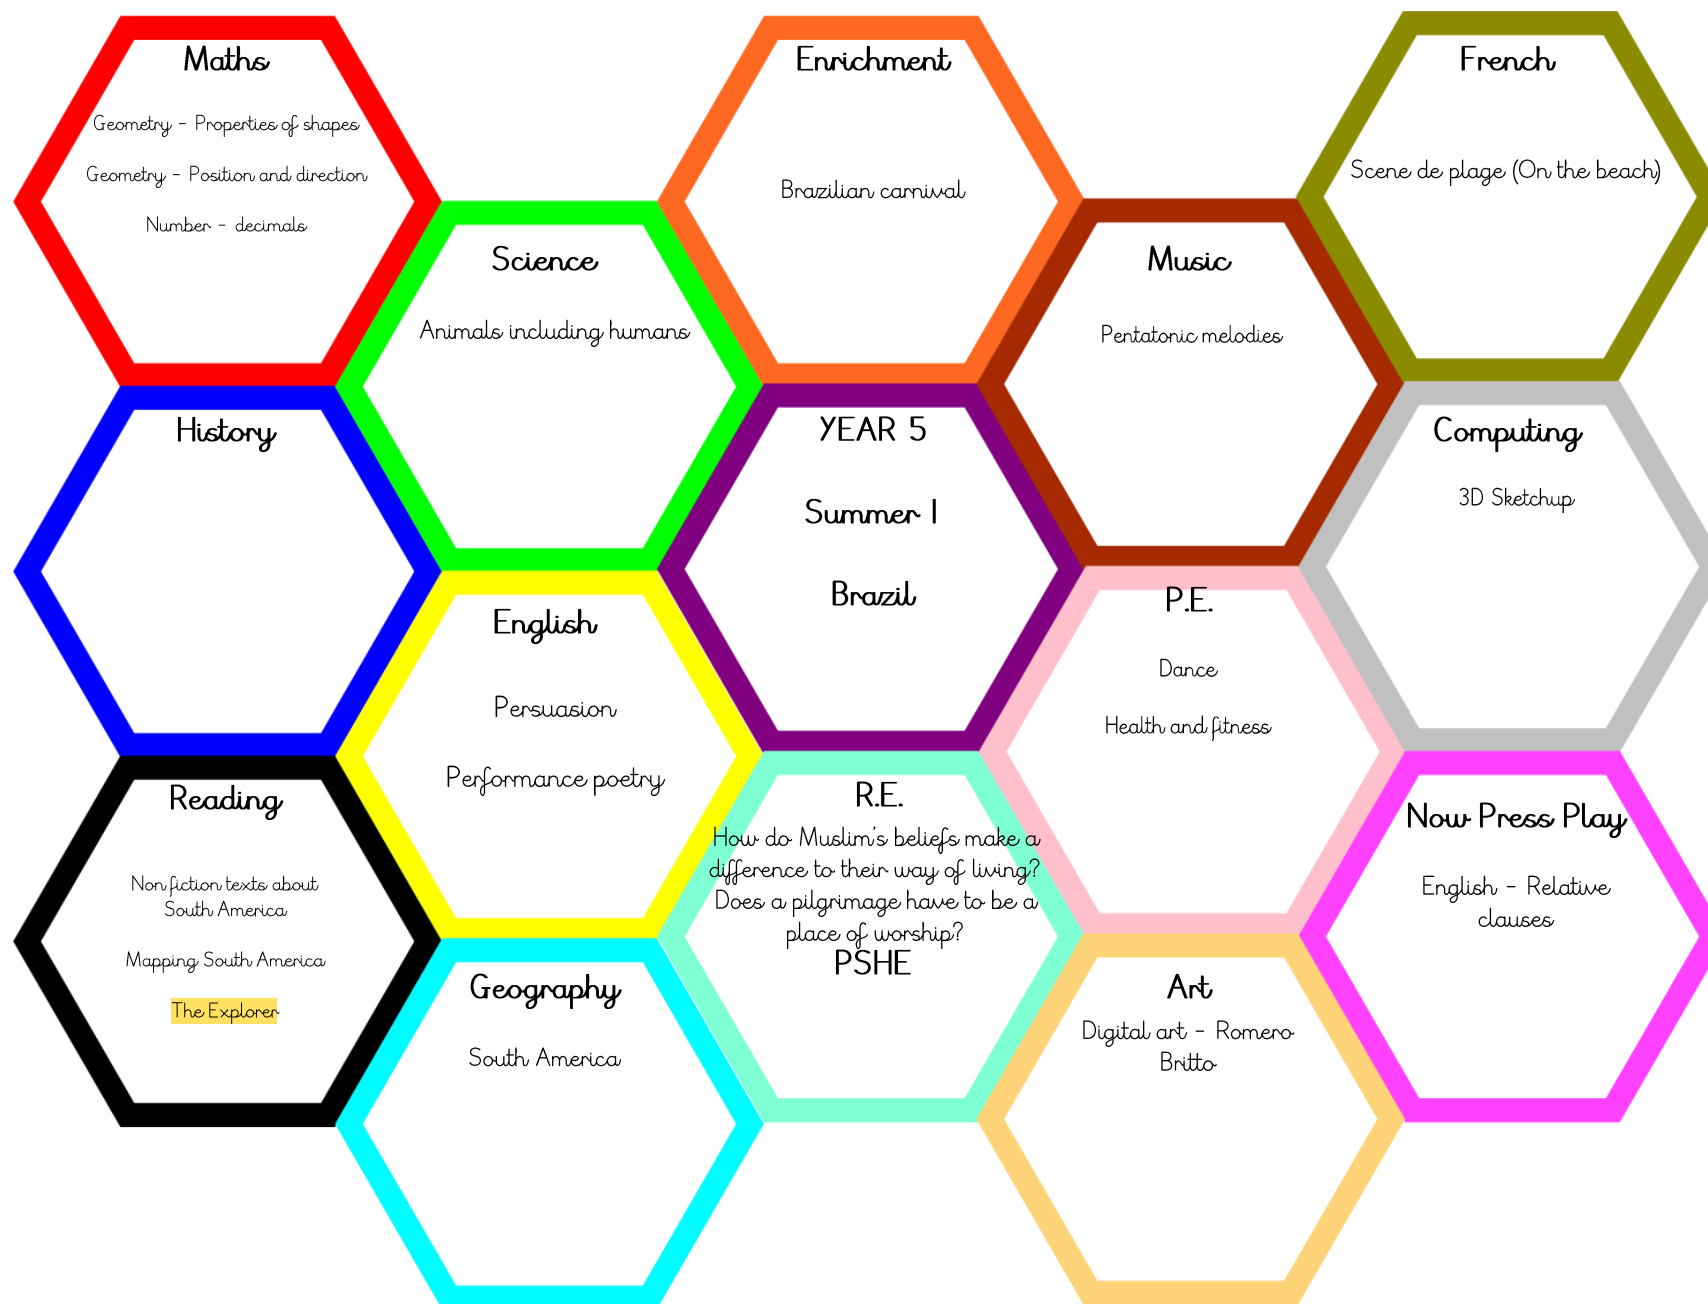 Maths
Geometry - Properties of shapes
Geometry - Position and direction
Number - decimals
Enrichment
Brazilian carnival
French
Scene de plage (On the beach)
Science
Animals including humans
Music
Pentatonic melodies
History
YEAR 5
Summer 1
Brazil
Computing
3D Sketchup
English
Persuasion
Performance poetry
P.E.
Dance
Health and fitness
Reading
Non fiction texts about
South America
Mapping South America
The Explorer
R.E.
How do Muslim's beliefs make a
difference to their way of living?
Does a pilgrimage have to be a
place of worship?
PSHE
Now Press Play
English - Relative
clauses
Geography
South America
Art
Digital art - Romero
Britto